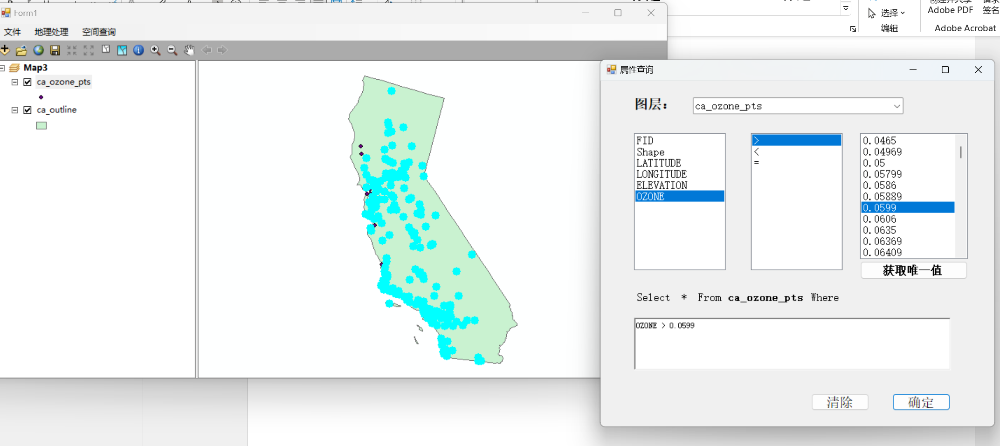 Form1
文件 地理处理 空间查询
Map3
ca_ozone_pts
ca_outline
选择
编辑
Adobe PDF
签名
Adobe Acrobat
属性查询
图层：
ca_ozone_pts
FID
Shape
LATITUDE
LONGITUDE
ELEVATION
OZONE
>
<
=
0.0465
0.04969
0.05
0.05799
0.0586
0.05889
0.0599
0.0606
0.0635
0.06369
0.06409
获取唯一值
Select * From ca_ozone_pts Where
OZONE > 0.0599
清除
确定